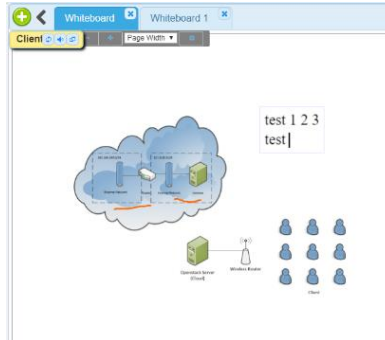 Whiteboard
Whiteboard 1
Client
Page Width
test 1 2 3
test
Openstack Server
(Cloud)
Wireless Router
Client